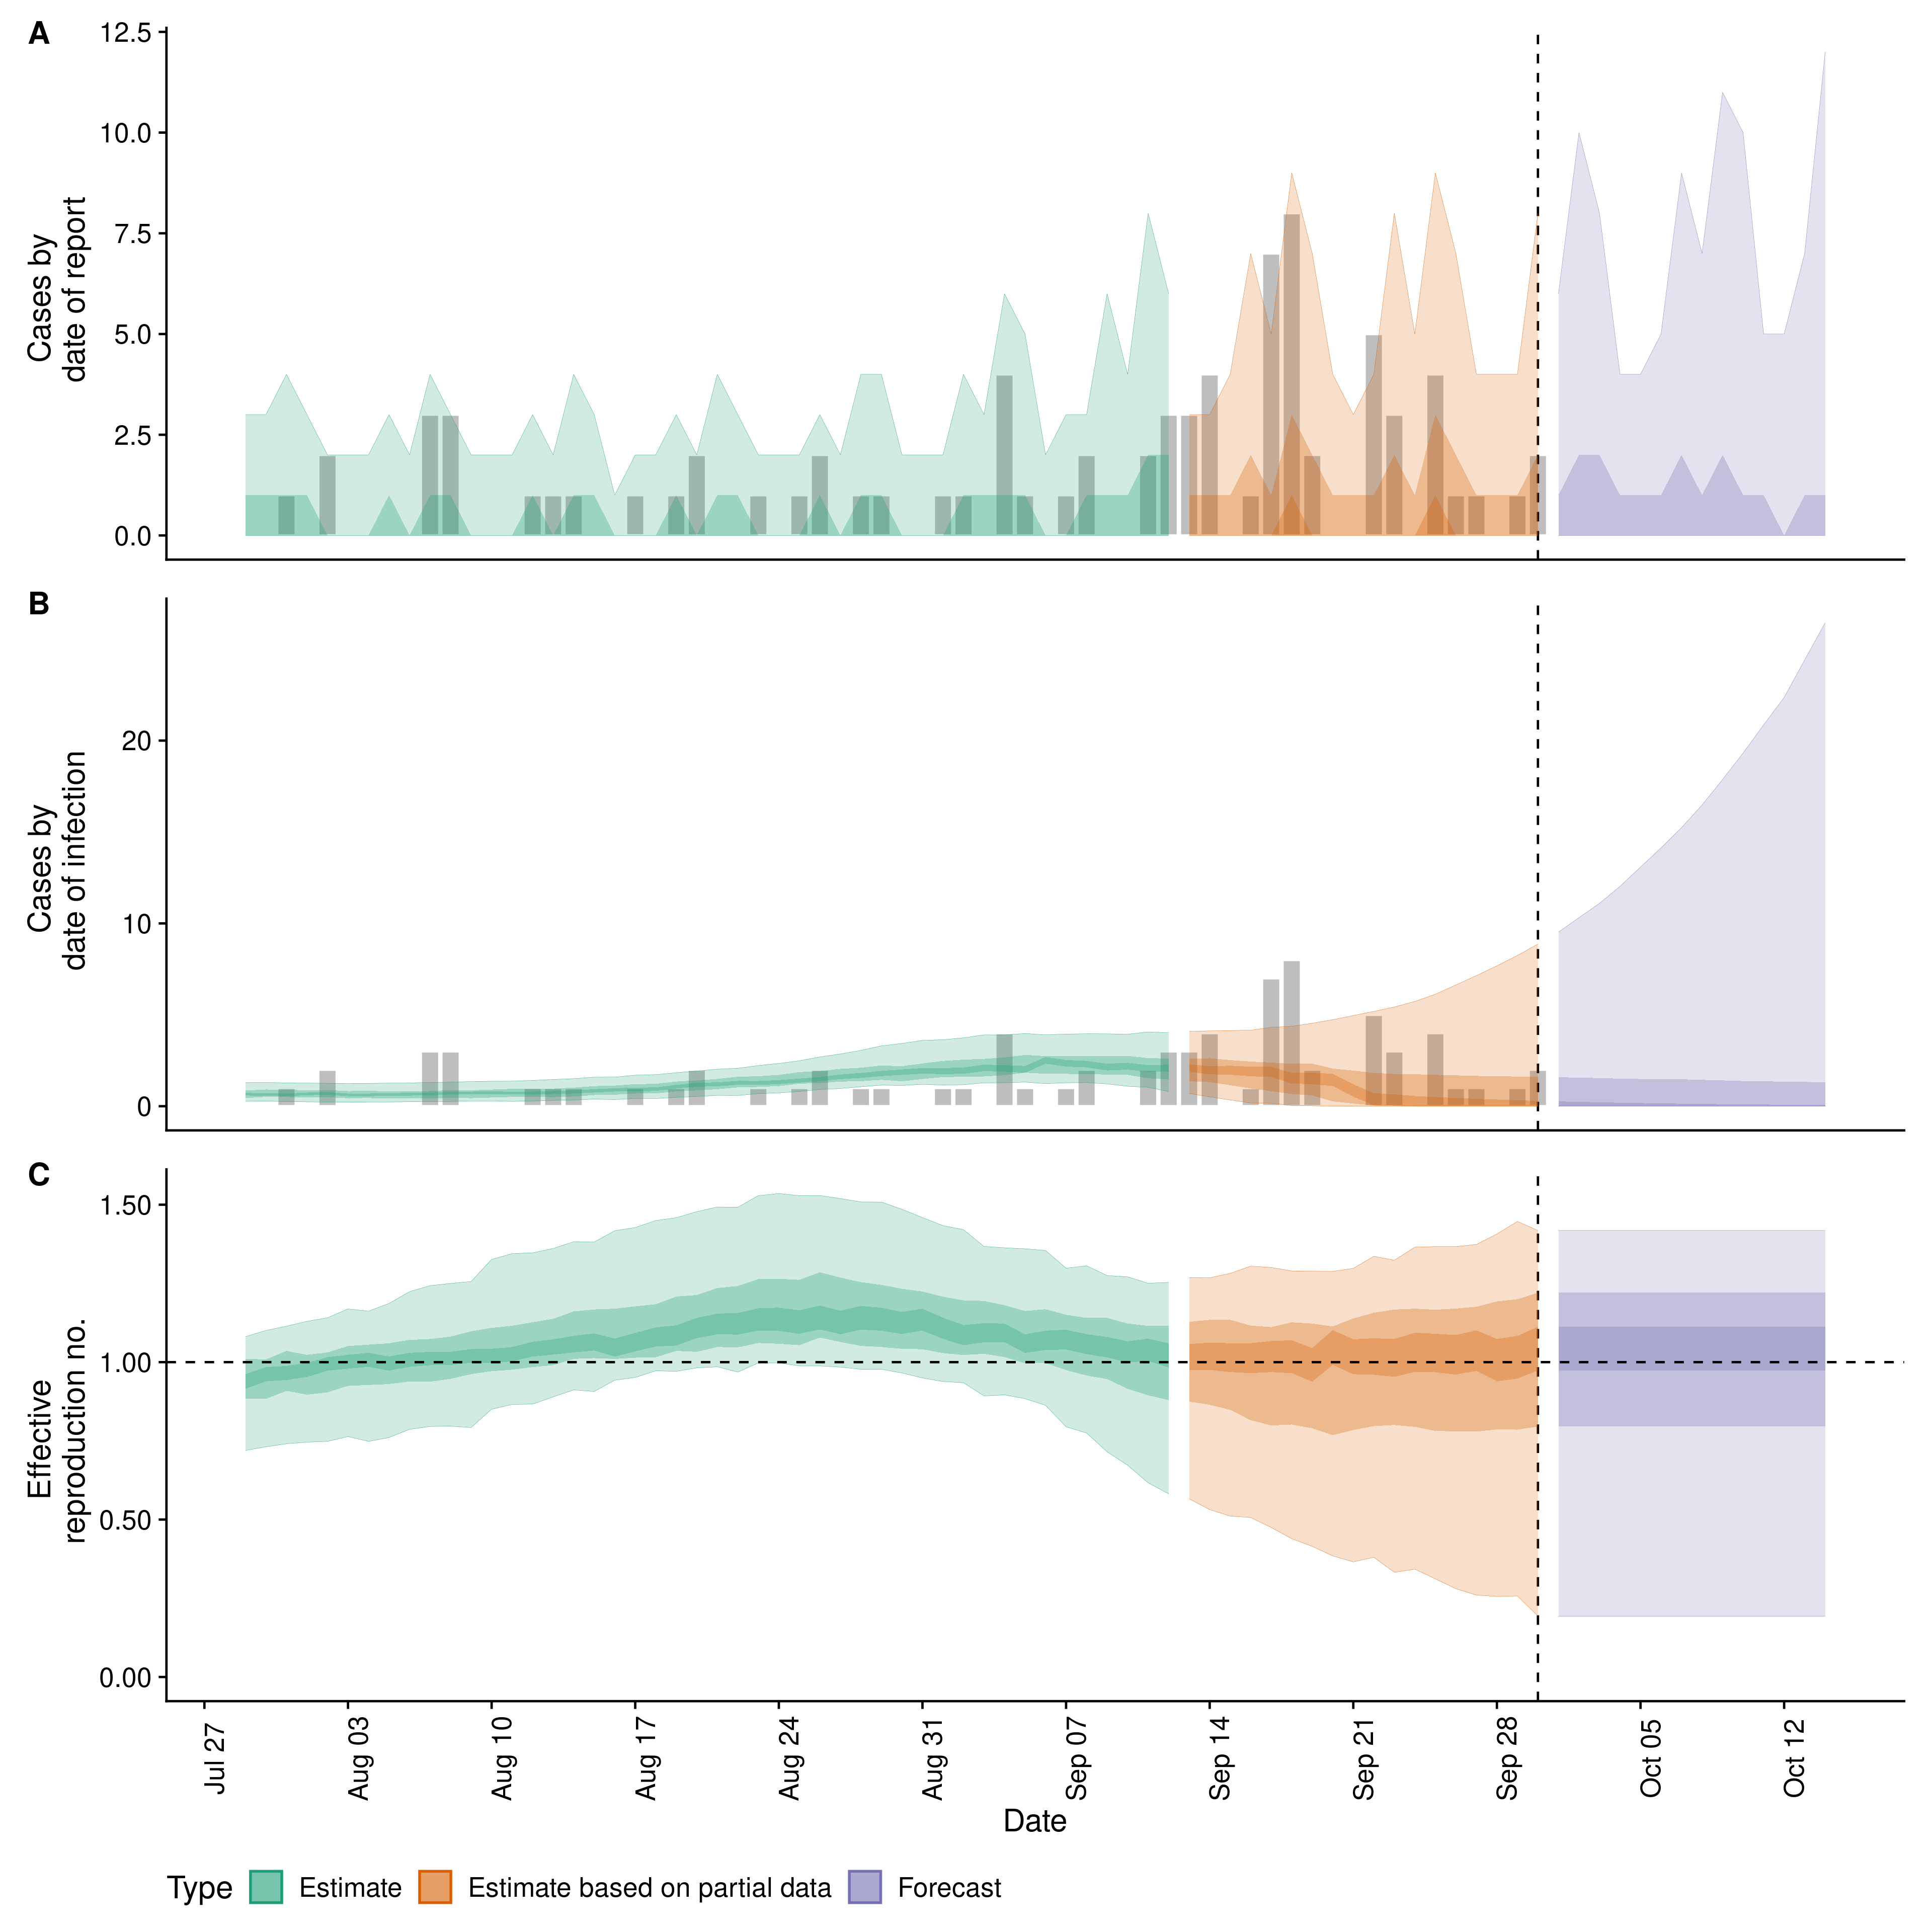 A
12.5
10.0
7.5
5.0
2.5
0.0
Cases by
date of report
B
20
10
0
Cases by
date of infection
C
1.50
1.00
0.50
0.00
Effective
reproduction no.
Jul 27
Aug 03
Aug 10
Aug 17
Aug 24
Aug 31
Sep 07
Sep 14
Sep 21
Sep 28
Oct 05
Oct 12
Date
Type Estimate Estimate based on partial data Forecast